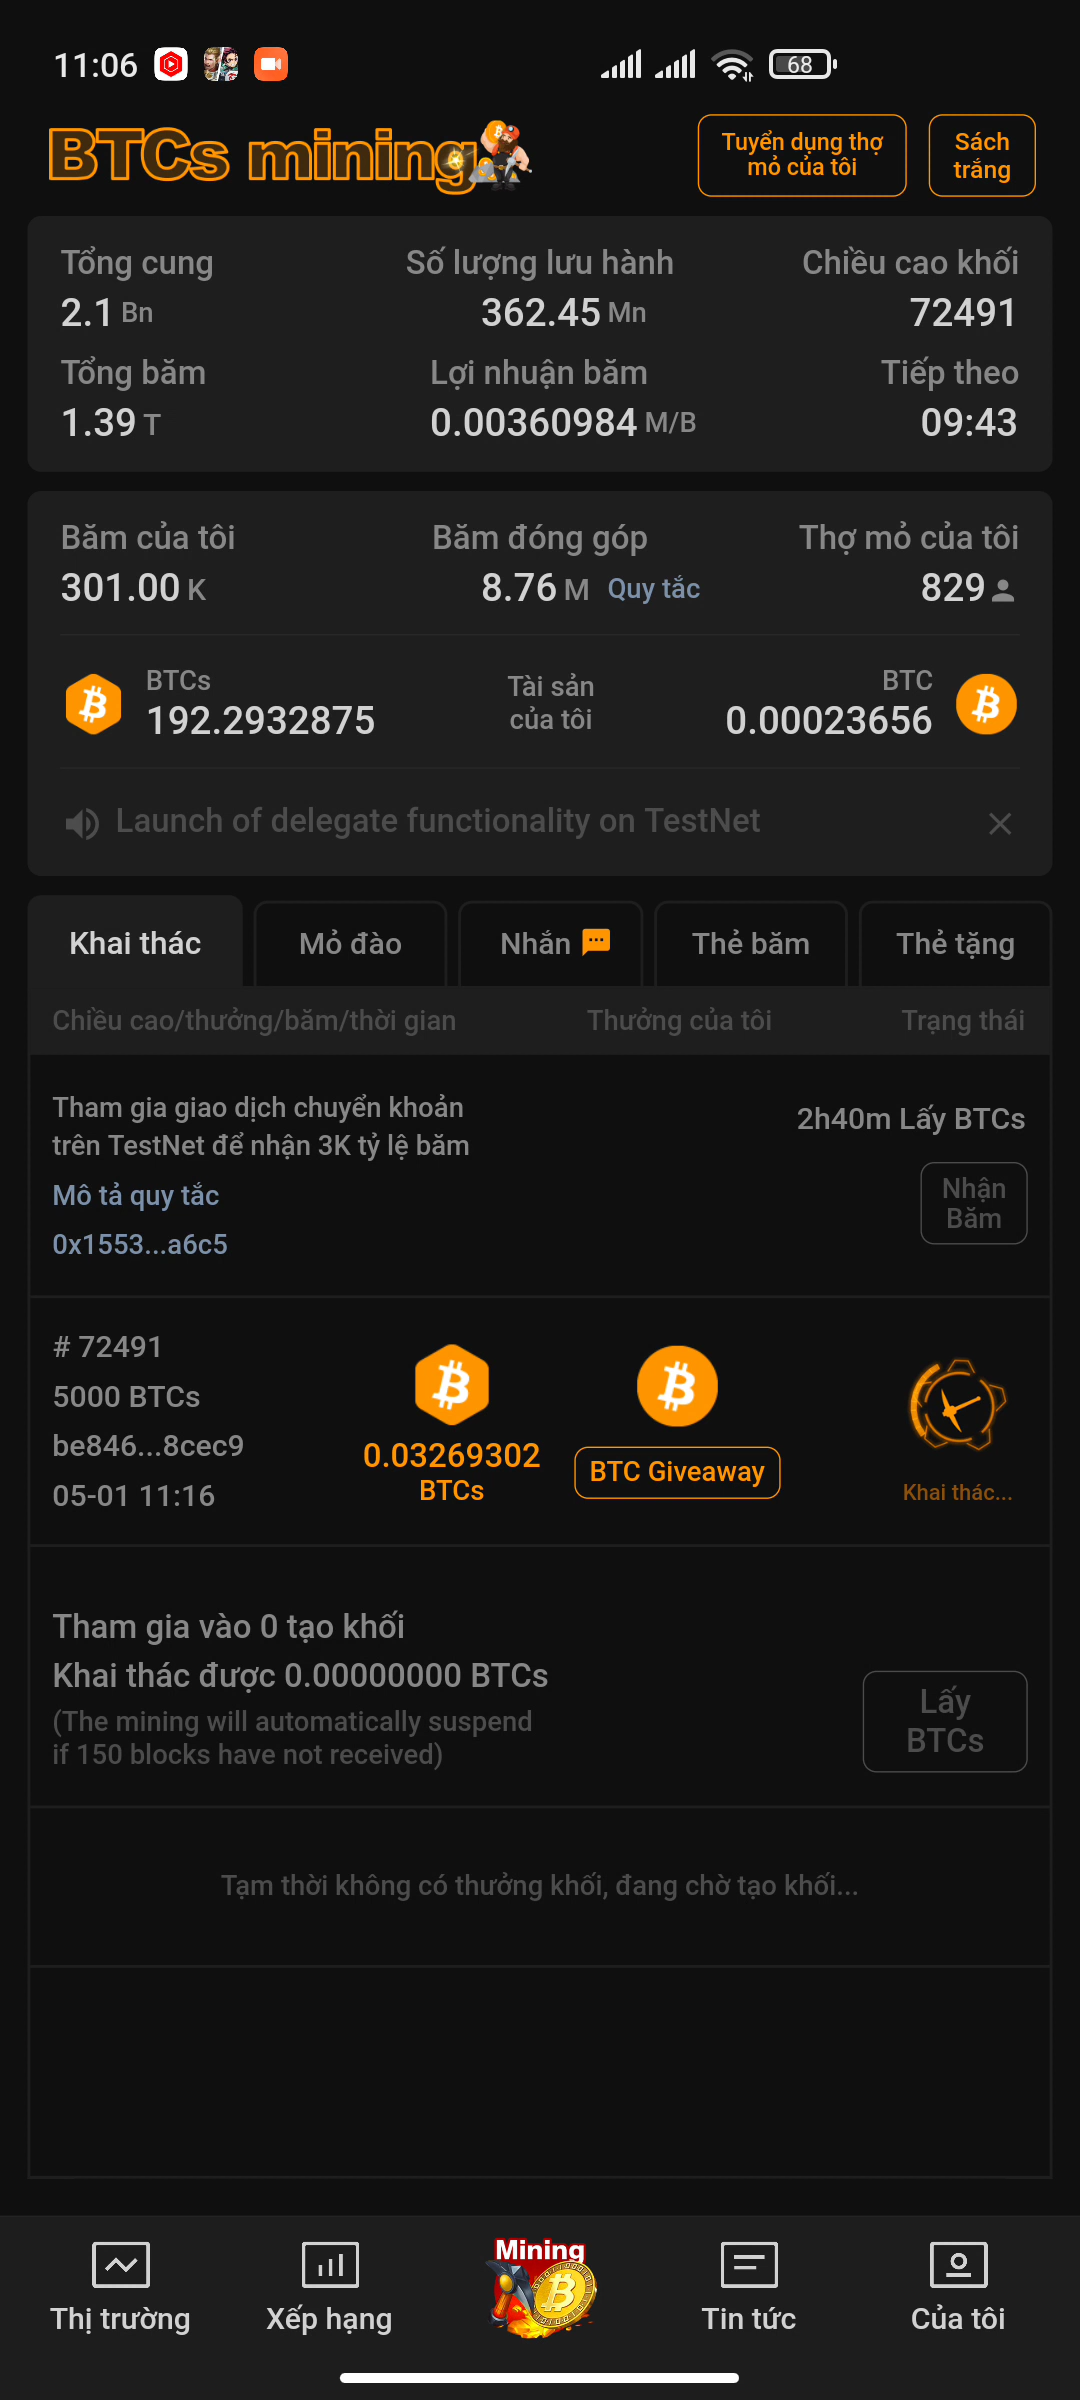 11:06
68
BTCs mining
Tuyển dụng thợ
mỏ của tôi
Sách
trắng
Tổng cung
Số lượng lưu hành
Chiều cao khối
2.1 Bn
362.45 Mn
72491
Tổng băm
Lợi nhuận băm
Tiếp theo
1.39 T
0.00360984 M/B
09:43
Băm của tôi
Băm đóng góp
Thợ mỏ của tôi
301.00 K
8.76 M Quy tắc
829
BTCs
192.2932875
Tài sản
của tôi
BTC
0.00023656
Launch of delegate functionality on TestNet
Khai thác
Mỏ đào
Nhắn
Thẻ băm
Thẻ tặng
Chiều cao/thưởng/băm/thời gian
Thưởng của tôi
Trạng thái
Tham gia giao dịch chuyển khoản
trên TestNet để nhận 3K tỷ lệ băm
Mô tả quy tắc
0x1553...a6c5
2h40m Lấy BTCs
Nhận
Băm
# 72491
5000 BTCs
be846...8cec9
05-01 11:16
0.03269302
BTCs
BTC Giveaway
Khai thác...
Tham gia vào 0 tạo khối
Khai thác được 0.00000000 BTCs
(The mining will automatically suspend
if 150 blocks have not received)
Lấy
BTCs
Tạm thời không có thưởng khối, đang chờ tạo khối...
Thị trường
Xếp hạng
Mining
Tin tức
Của tôi